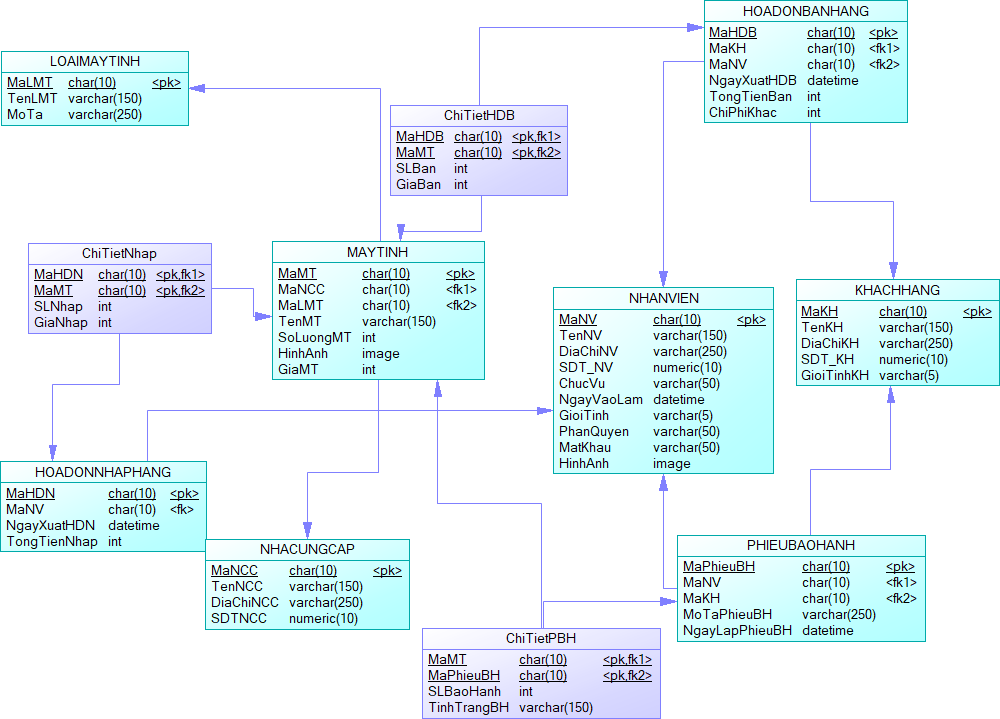 HOADONBANHANG
MaHDB char(10) <pk>
MaKH char(10) <fk1>
MaNV char(10) <fk2>
NgayXuatHDB datetime
TongTienBan int
ChiPhiKhac int
LOAIMAYTINH
MaLMT char(10) <pk>
TenLMT varchar(150)
MoTa varchar(250)
ChiTietHDB
MaHDB char(10) <pk,fk1>
MaMT char(10) <pk,fk2>
SLBan int
GiaBan int
ChiTietNhap
MaHDN char(10) <pk,fk1>
MaMT char(10) <pk,fk2>
SLNhap int
GiaNhap int
MAYTINH
MaMT char(10) <pk>
MaNCC char(10) <fk1>
MaLMT char(10) <fk2>
TenMT varchar(150)
SoLuongMT int
HinhAnh image
GiaMT int
NHANVIEN
MaNV char(10) <pk>
TenNV varchar(150)
DiaChiNV varchar(250)
SDT_NV numeric(10)
ChucVu varchar(50)
NgayVaoLam datetime
GioiTinh varchar(5)
PhanQuyen varchar(50)
MatKhau varchar(50)
HinhAnh image
KHACHHANG
MaKH char(10) <pk>
TenKH varchar(150)
DiaChiKH varchar(250)
SDT_KH numeric(10)
GioiTinhKH varchar(5)
HOADONNHAPHANG
MaHDN char(10) <pk>
MaNV char(10) <fk>
NgayXuatHDN datetime
TongTienNhap int
NHACUNGCAP
MaNCC char(10) <pk>
TenNCC varchar(150)
DiaChiNCC varchar(250)
SDTNCC numeric(10)
PHIEUBAOHANH
MaPhieuBH char(10) <pk>
MaNV char(10) <fk1>
MaKH char(10) <fk2>
MoTaPhieuBH varchar(250)
NgayLapPhieuBH datetime
ChiTietPBH
MaMT char(10) <pk,fk1>
MaPhieuBH char(10) <pk,fk2>
SLBaoHanh int
TinhTrangBH varchar(150)